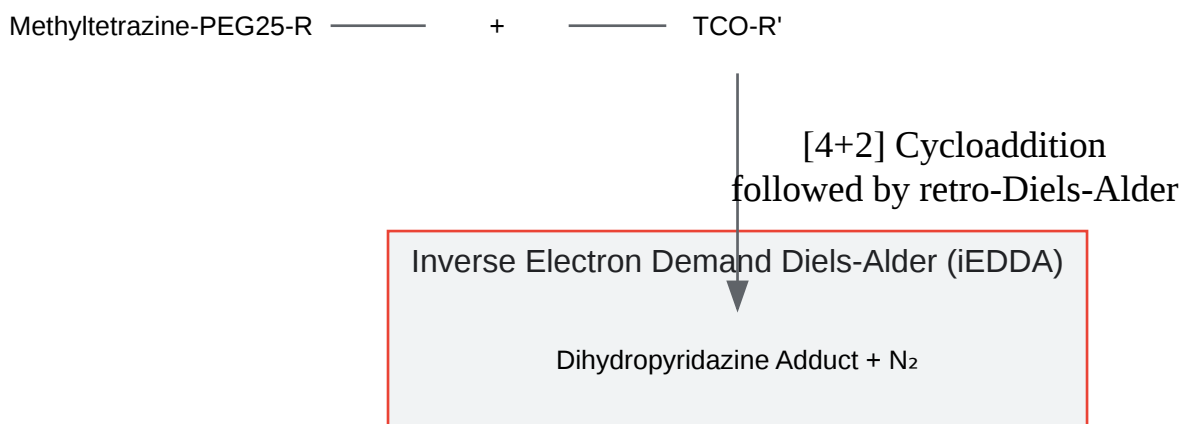 Methyltetrazine-PEG25-R + TCO-R'
[4+2] Cycloaddition
followed by retro-Diels-Alder
Inverse Electron Demand Diels-Alder (iEDDA)
Dihydropyridazine Adduct + N₂